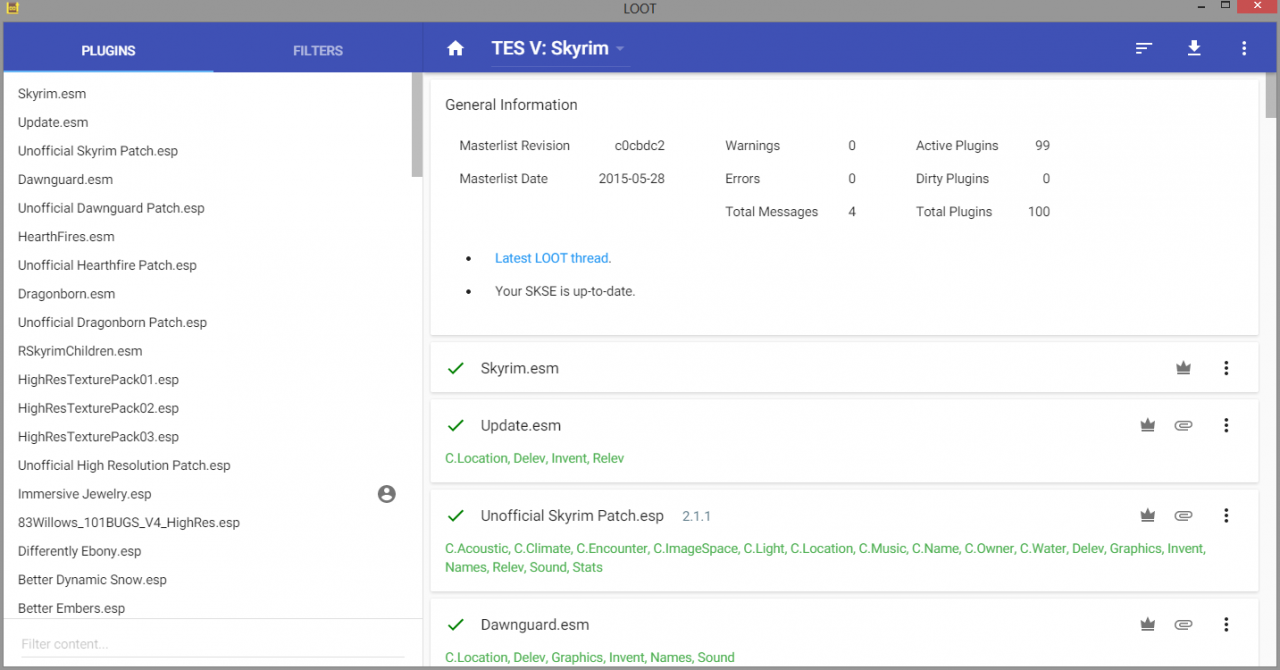 LOOT
PLUGINS
FILTERS
TES V: Skyrim
Skyrim.esm
Update.esm
Unofficial Skyrim Patch.esp
Dawnguard.esm
Unofficial Dawnguard Patch.esp
HearthFires.esm
Unofficial Hearthfire Patch.esp
Dragonborn.esm
Unofficial Dragonborn Patch.esp
RSkyrimChildren.esm
HighResTexturePack01.esp
HighResTexturePack02.esp
HighResTexturePack03.esp
Unofficial High Resolution Patch.esp
Immersive Jewelry.esp
83Willows_101BUGS_V4_HighRes.esp
Differently Ebony.esp
Better Dynamic Snow.esp
Better Embers.esp
Filter content...
General Information
Masterlist Revision c0cbdc2 Warnings 0 Active Plugins 99
Masterlist Date 2015-05-28 Errors 0 Dirty Plugins 0
Total Messages 4 Total Plugins 100
Latest LOOT thread.
Your SKSE is up-to-date.
Skyrim.esm
Update.esm
C.Location, Delev, Invent, Relev
Unofficial Skyrim Patch.esp 2.1.1
C.Acoustic, C.Climate, C.Encounter, C.ImageSpace, C.Light, C.Location, C.Music, C.Name, C.Owner, C.Water, Delev, Graphics, Invent,
Names, Relev, Sound, Stats
Dawnguard.esm
C.Location, Delev, Graphics, Invent, Names, Sound